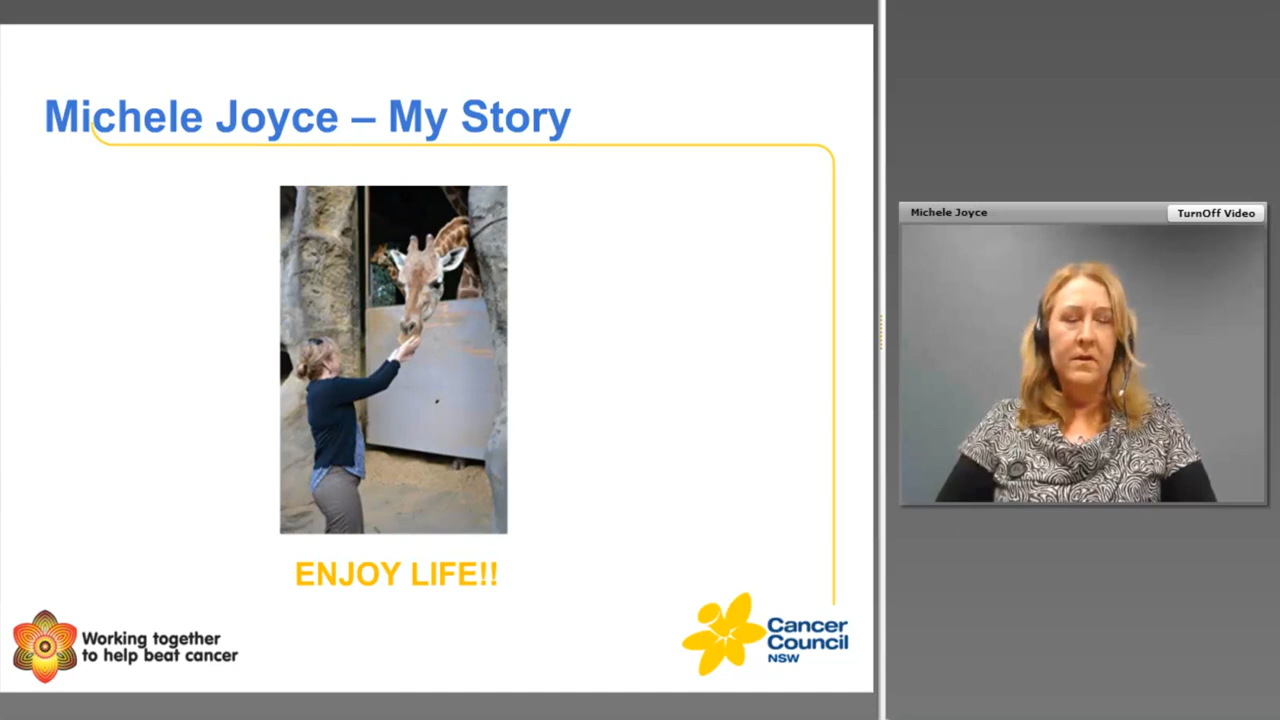 Michele Joyce – My Story
ENJOY LIFE!!
Working together
to help beat cancer
Cancer
Council
NSW
Michele Joyce
TurnOff Video